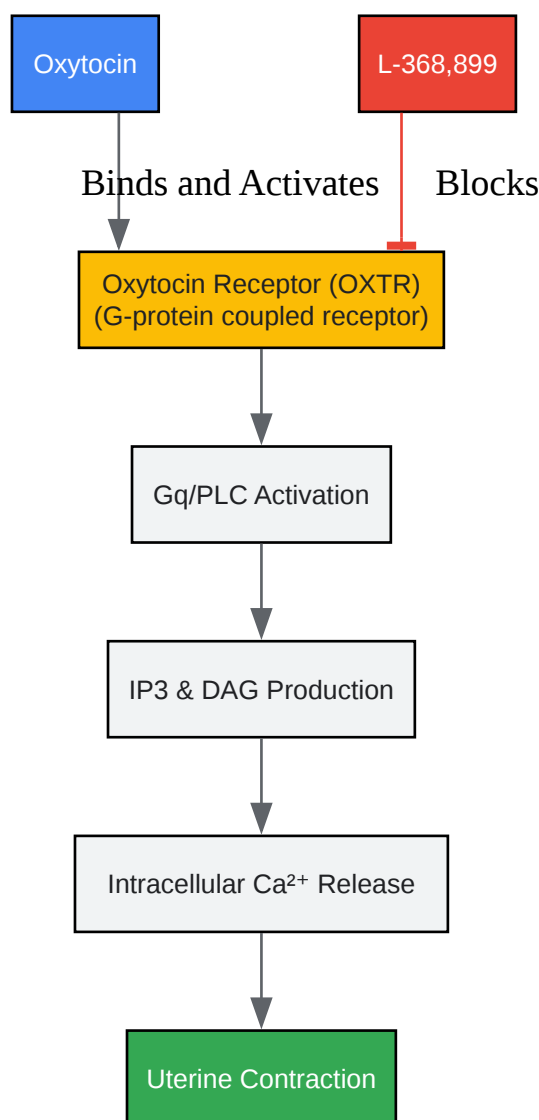 Oxytocin
L-368,899
Binds and Activates
Blocks
Oxytocin Receptor (OXTR)
(G-protein coupled receptor)
Gq/PLC Activation
IP3 & DAG Production
Intracellular Ca²⁺ Release
Uterine Contraction